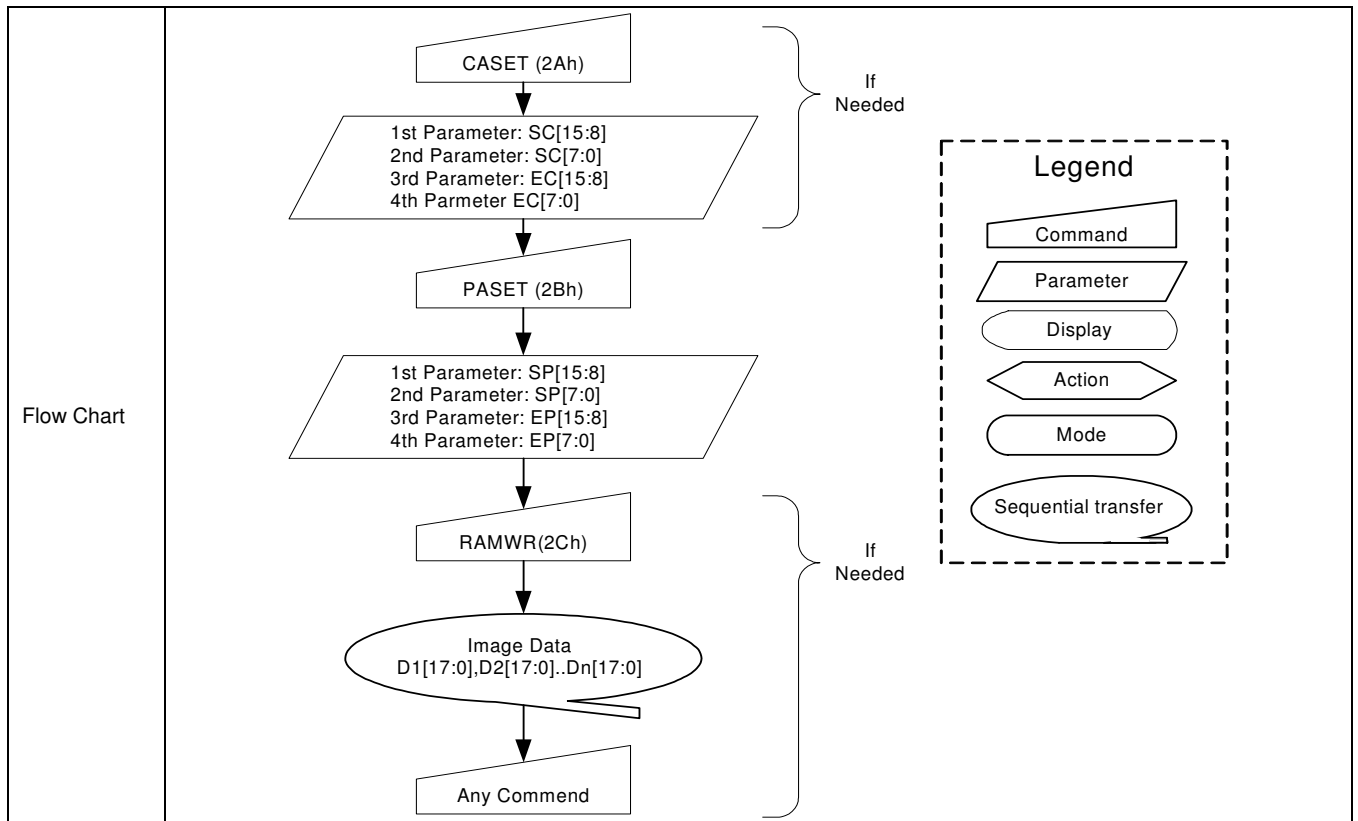 Flow Chart
CASET (2Ah)
1st Parameter: SC[15:8]
2nd Parameter: SC[7:0]
3rd Parameter: EC[15:8]
4th Parmeter EC[7:0]
If
Needed
PASET (2Bh)
1st Parameter: SP[15:8]
2nd Parameter: SP[7:0]
3rd Parameter: EP[15:8]
4th Parameter: EP[7:0]
RAMWR(2Ch)
Image Data
D1[17:0],D2[17:0]..Dn[17:0]
Any Commend
If
Needed
Legend
Command
Parameter
Display
Action
Mode
Sequential transfer